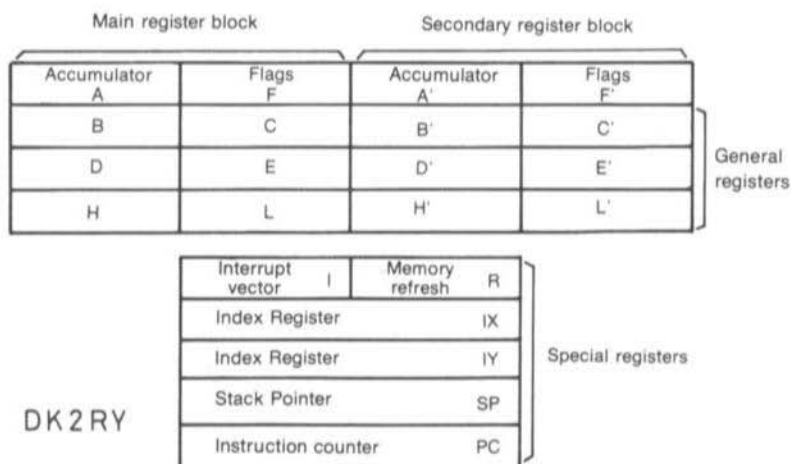 Main register block Secondary register block
Accumulator A Flags F Accumulator A' Flags F'
B C B' C'
D E D' E'
H L H' L'
General registers
Interrupt vector I Memory refresh R
Index Register IX
Index Register IY
Stack Pointer SP
Instruction counter PC
Special registers
DK2RY